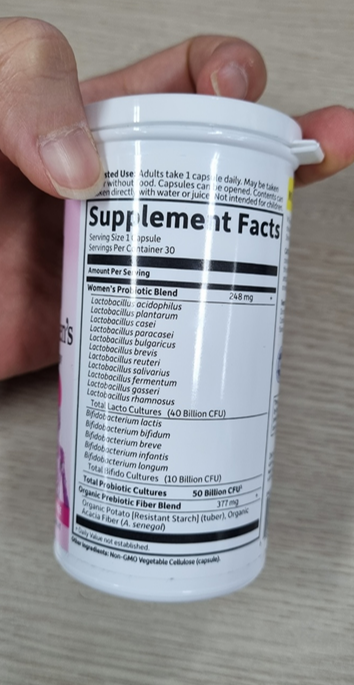 sted Use: Adults take 1 capsule daily. May be taken
r without food. Capsules can be opened. Contents can
ken directly with water or juice. Not intended for children.
Supplement Facts
Serving Size 1 Capsule
Servings Per Container 30
Amount Per Serving
Women's Probiotic Blend 248 mg *
Lactobacillus acidophilus
Lactobacillus plantarum
Lactobacillus casei
Lactobacillus paracasei
Lactobacillus bulgaricus
Lactobacillus brevis
Lactobacillus reuteri
Lactobacillus salivarius
Lactobacillus fermentum
Lactobacillus gasseri
Lactobacillus rhamnosus
Total Lacto Cultures (40 Billion CFU)
Bifidobacterium lactis
Bifidobacterium bifidum
Bifidobacterium breve
Bifidobacterium infantis
Bifidobacterium longum
Total Bifido Cultures (10 Billion CFU)
Total Probiotic Cultures 50 Billion CFU†
Organic Prebiotic Fiber Blend 377 mg *
Organic Potato [Resistant Starch] (tuber), Organic
Acacia Fiber (A. senegal)
* Daily Value not established.
Other Ingredients: Non-GMO Vegetable Cellulose (capsule).
en's